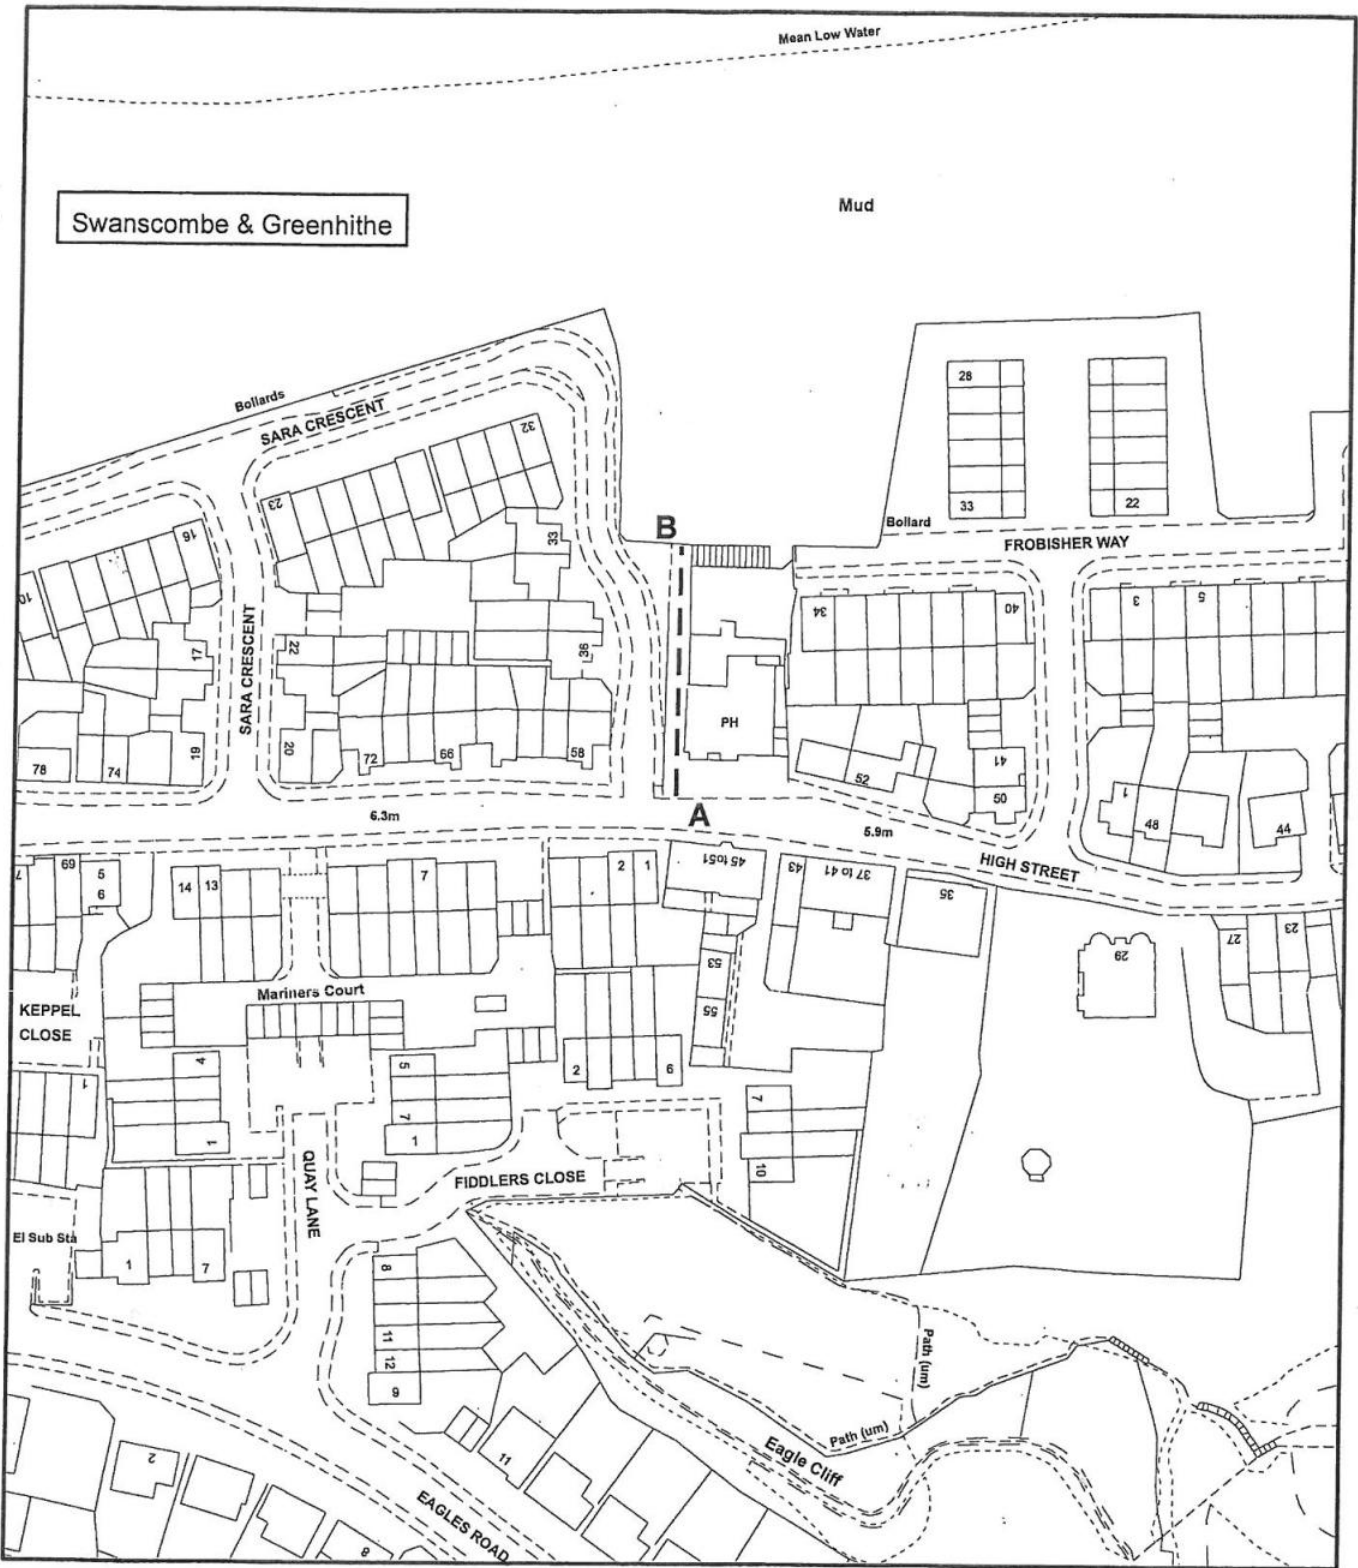 Mean Low Water
Mud
Swanscombe & Greenhithe
Bollards
SARA CRESCENT
28
32
23
33
22
B
Bollard
FROBISHER WAY
16
33
10
34
40
3
5
SARA CRESCENT
17
22
36
PH
78
74
19
20
72
66
58
52
41
50
1
48
44
6.3m
A
5.9m
HIGH STREET
7
69
5
6
14
13
7
2
1
45 to 51
43
37 to 41
35
29
27
23
53
55
Mariners Court
KEPPEL
CLOSE
1
4
5
7
1
1
2
6
7
10
QUAY LANE
FIDDLERS CLOSE
El Sub Sta
1
7
8
11
12
9
Path (um)
Path (um)
Eagle Cliff
11
2
8
EAGLES ROAD